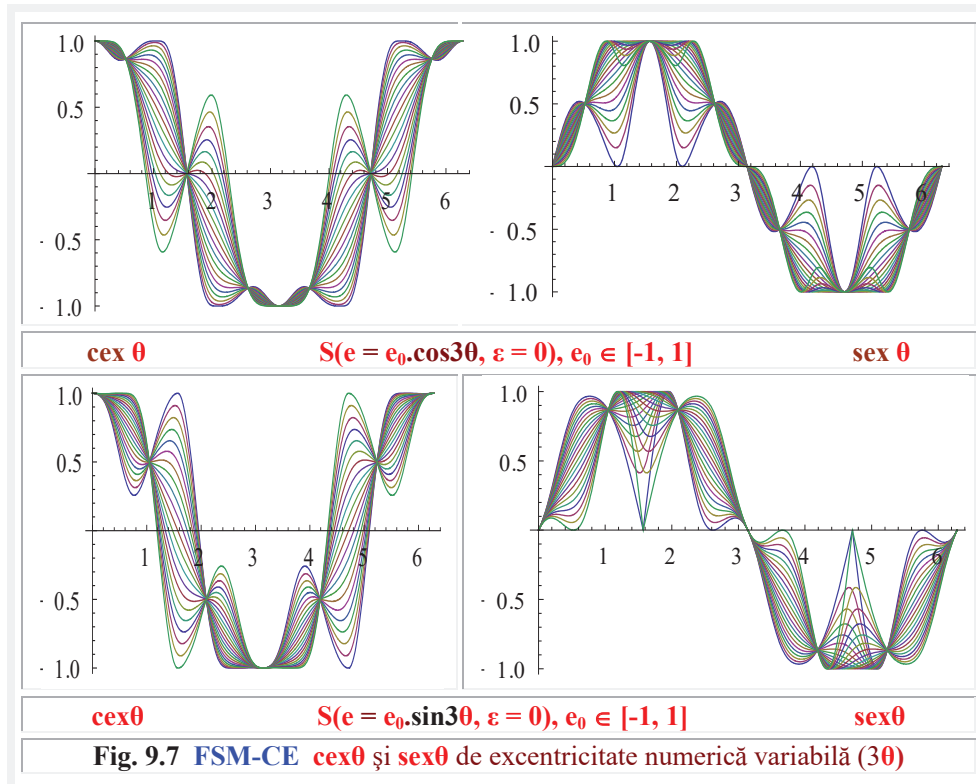 1.0
0.5
1 2 3 4 5 6
- 0.5
- 1.0
1.0
0.5
1 2 3 4 5 6
- 0.5
- 1.0
cex θ S(e = e₀.cos3θ, ε = 0), e₀ ∈ [-1, 1] sex θ
1.0
0.5
1 2 3 4 5 6
- 0.5
- 1.0
1.0
0.5
1 2 3 4 5 6
- 0.5
- 1.0
cexθ S(e = e₀.sin3θ, ε = 0), e₀ ∈ [-1, 1] sexθ
Fig. 9.7 FSM-CE cexθ şi sexθ de excentricitate numerică variabilă (3θ)